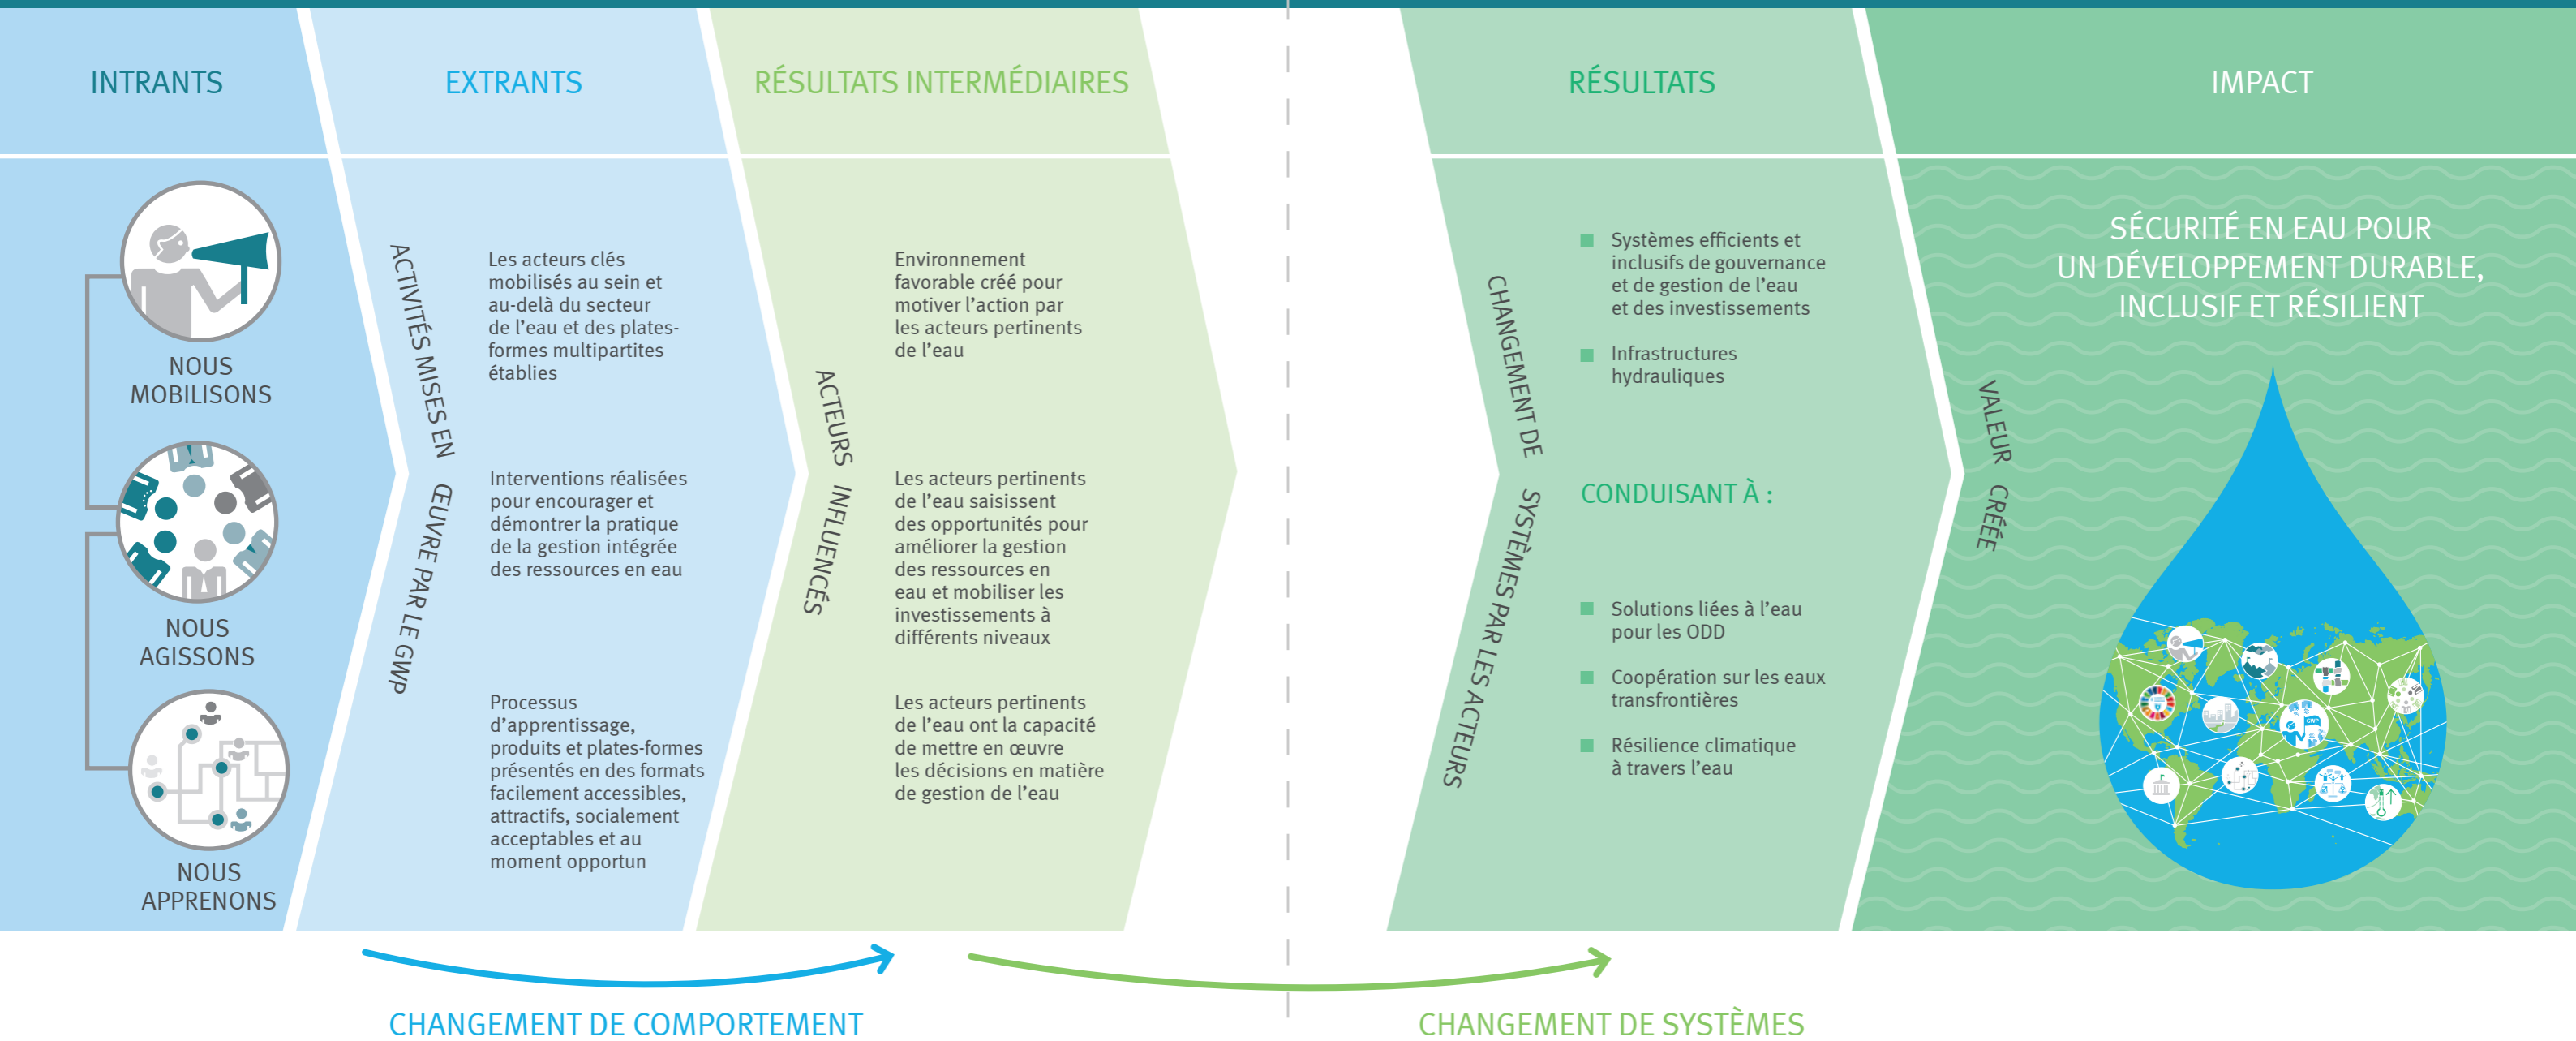 INTRANTS
EXTRANTS
RÉSULTATS INTERMÉDIAIRES
RÉSULTATS
IMPACT
NOUS
MOBILISONS
NOUS
AGISSONS
NOUS
APPRENONS
ACTIVITÉS MISES EN ŒUVRE PAR LE GWP
Les acteurs clés
mobilisés au sein et
au-delà du secteur
de l’eau et des plates-
formes multipartites
établies
Interventions réalisées
pour encourager et
démontrer la pratique
de la gestion intégrée
des ressources en eau
Processus
d’apprentissage,
produits et plates-formes
présentés en des formats
facilement accessibles,
attractifs, socialement
acceptables et au
moment opportun
ACTEURS INFLUENCÉS
Environnement
favorable créé pour
motiver l’action par
les acteurs pertinents
de l’eau
Les acteurs pertinents
de l’eau saisissent
des opportunités pour
améliorer la gestion
des ressources en
eau et mobiliser les
investissements à
différents niveaux
Les acteurs pertinents
de l’eau ont la capacité
de mettre en œuvre
les décisions en matière
de gestion de l’eau
CHANGEMENT DE SYSTÈMES PAR LES ACTEURS
Systèmes efficients et
inclusifs de gouvernance
et de gestion de l’eau
et des investissements
Infrastructures
hydrauliques
CONDUISANT À :
Solutions liées à l’eau
pour les ODD
Coopération sur les eaux
transfrontières
Résilience climatique
à travers l’eau
VALEUR CRÉÉE
SÉCURITÉ EN EAU POUR
UN DÉVELOPPEMENT DURABLE,
INCLUSIF ET RÉSILIENT
GWP
CHANGEMENT DE COMPORTEMENT
CHANGEMENT DE SYSTÈMES